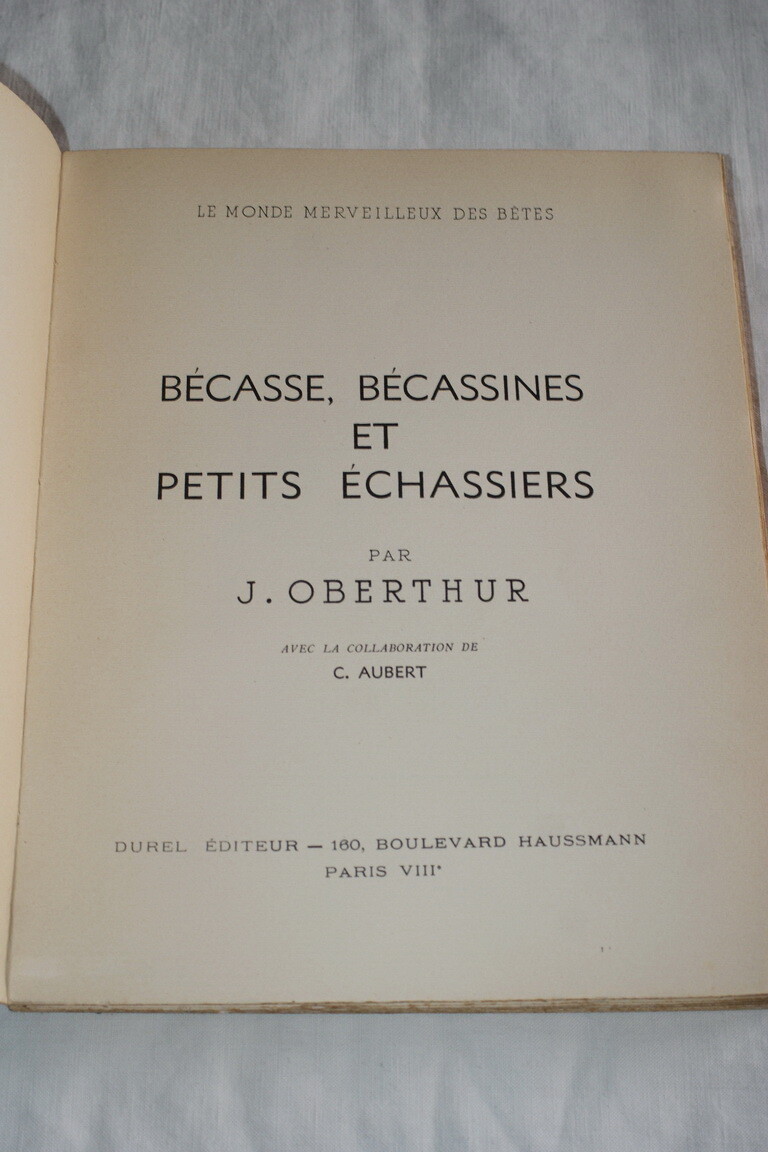 LE MONDE MERVEILLEUX DES BÊTES
BÉCASSE, BÉCASSINES
ET
PETITS ÉCHASSIERS
PAR
J. OBERTHUR
AVEC LA COLLABORATION DE
C. AUBERT
DUREL ÉDITEUR — 160, BOULEVARD HAUSSMANN
PARIS VIIIᵉ